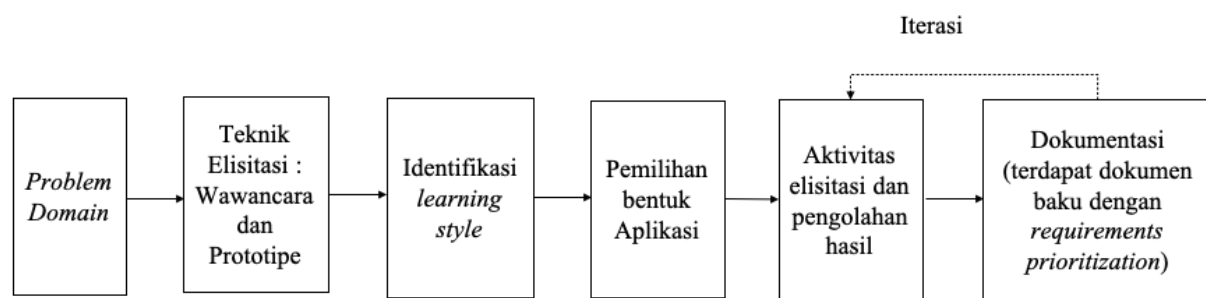 Iterasi
Problem
Domain
Teknik
Elisitasi :
Wawancara
dan
Prototipe
Identifikasi
learning
style
Pemilihan
bentuk
Aplikasi
Aktivitas
elisitasi dan
pengolahan
hasil
Dokumentasi
(terdapat dokumen
baku dengan
requirements
prioritization)